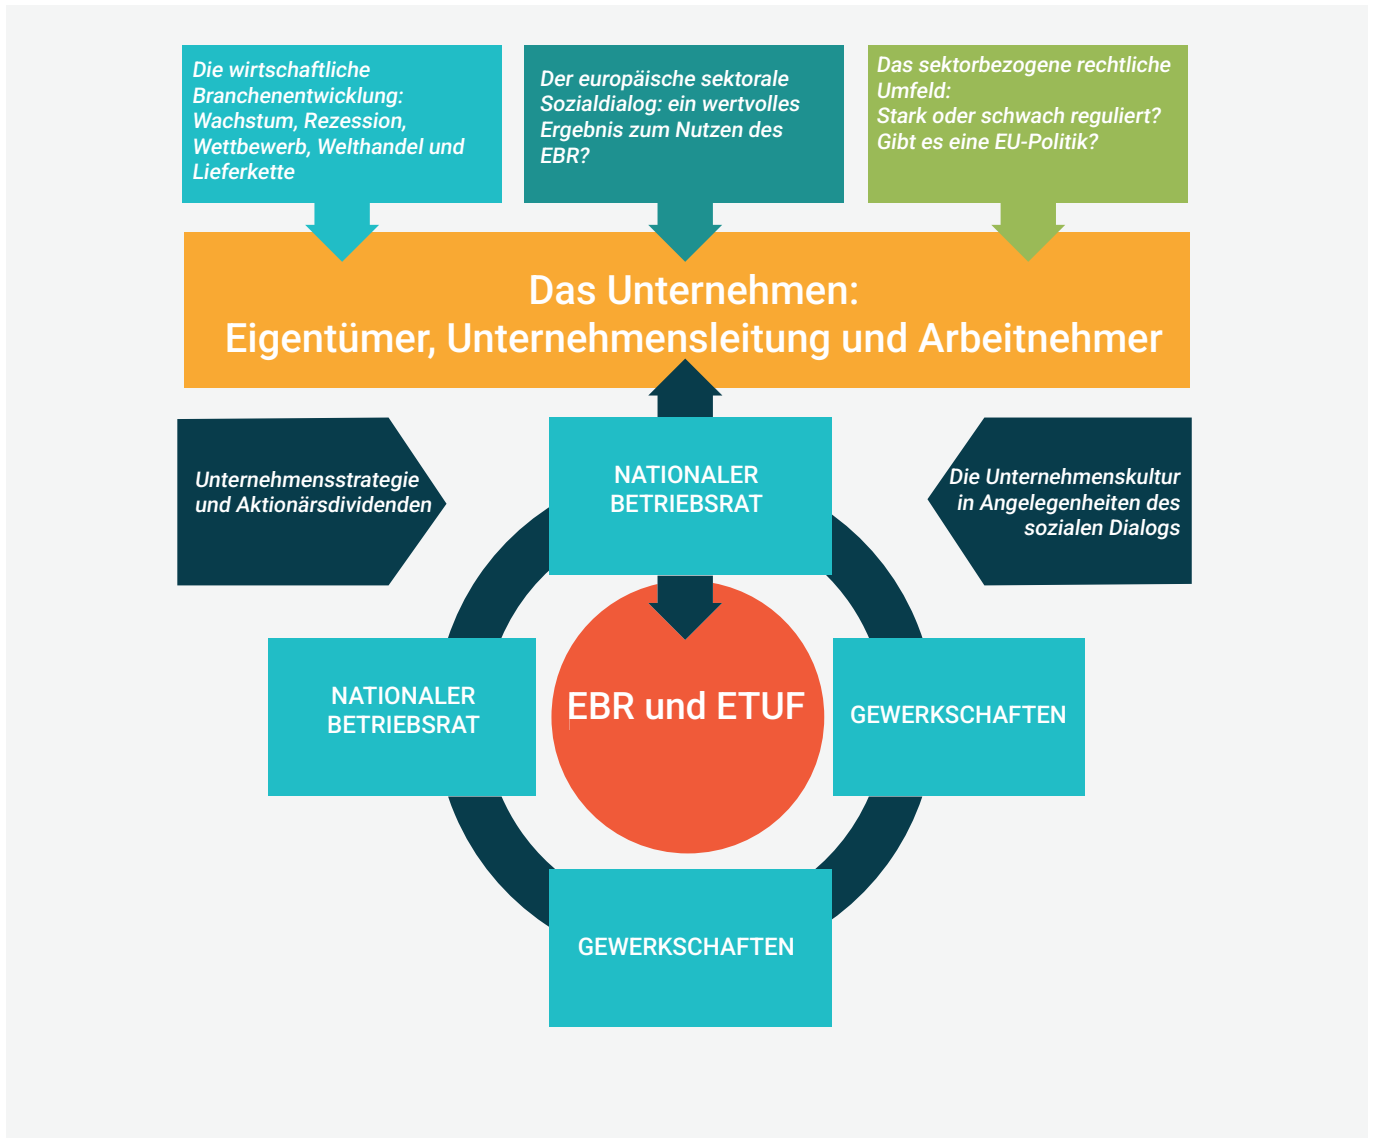 Die wirtschaftliche
Branchenentwicklung:
Wachstum, Rezession,
Wettbewerb, Welthandel und
Lieferkette
Der europäische sektorale
Sozialdialog: ein wertvolles
Ergebnis zum Nutzen des
EBR?
Das sektorbezogene rechtliche
Umfeld:
Stark oder schwach reguliert?
Gibt es eine EU-Politik?
Das Unternehmen:
Eigentümer, Unternehmensleitung und Arbeitnehmer
Unternehmensstrategie
und Aktionärsdividenden
NATIONALER
BETRIEBSRAT
Die Unternehmenskultur
in Angelegenheiten des
sozialen Dialogs
NATIONALER
BETRIEBSRAT
EBR und ETUF
GEWERKSCHAFTEN
GEWERKSCHAFTEN